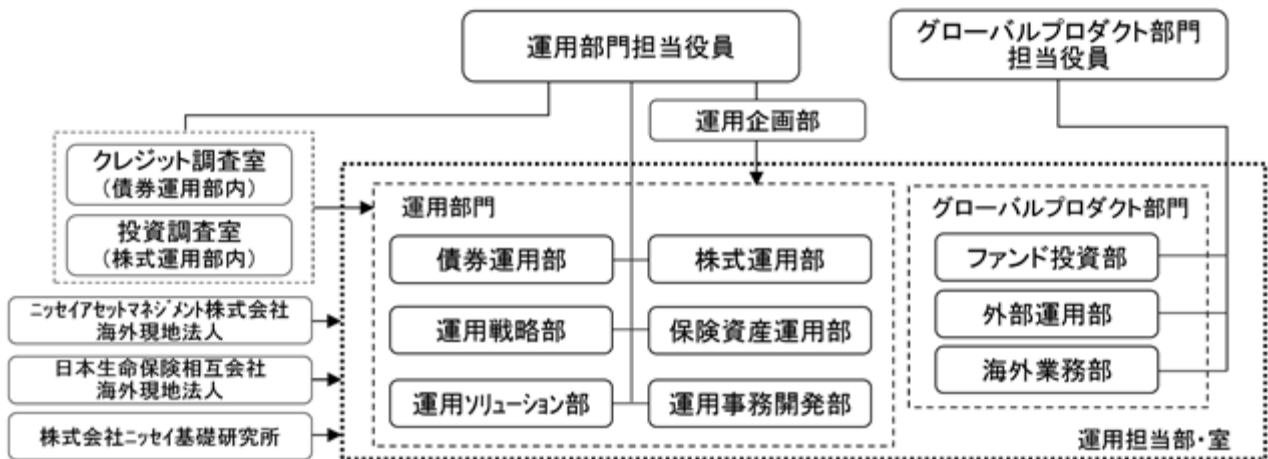 運用部門担当役員
グローバルプロダクト部門
担当役員
運用企画部
クレジット調査室
(債券運用部内)
投資調査室
(株式運用部内)
ニッセイアセットマネジメント株式会社
海外現地法人
日本生命保険相互会社
海外現地法人
株式会社ニッセイ基礎研究所
運用部門
債券運用部
株式運用部
運用戦略部
保険資産運用部
運用ソリューション部
運用事務開発部
グローバルプロダクト部門
ファンド投資部
外部運用部
海外業務部
運用担当部・室